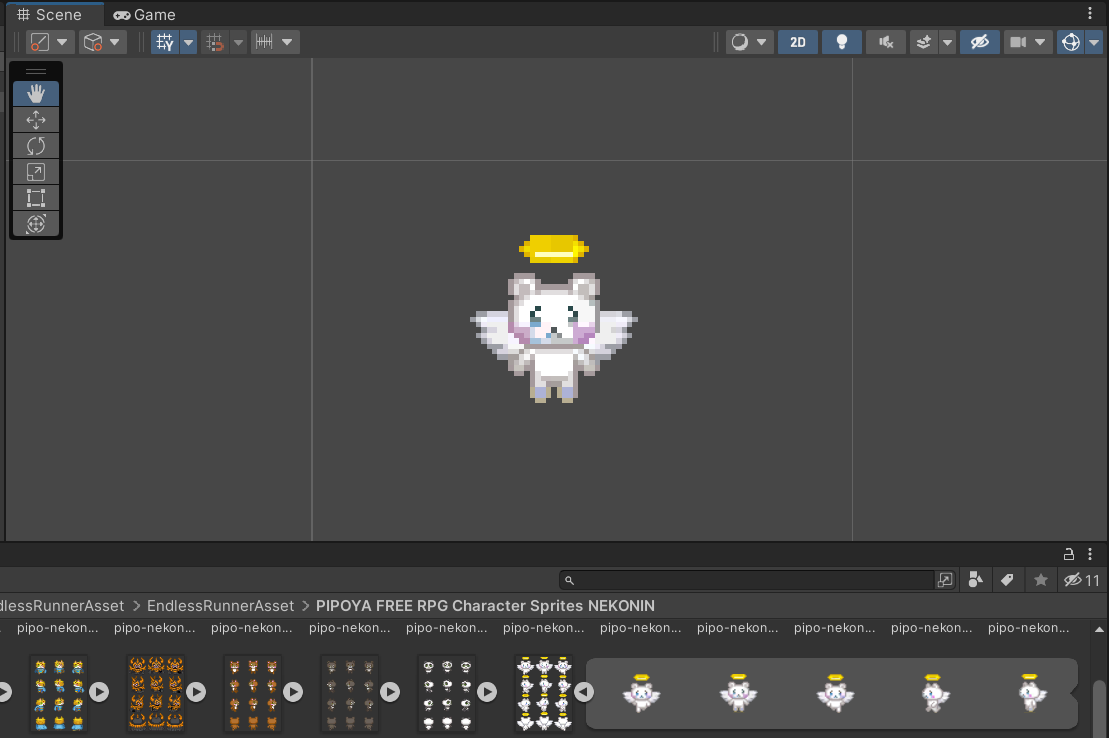 Scene Game
2D
11
dlessRunnerAsset > EndlessRunnerAsset > PIPOYA FREE RPG Character Sprites NEKONIN
pipo-nekon... pipo-nekon... pipo-nekon... pipo-nekon... pipo-nekon... pipo-nekon... pipo-nekon... pipo-nekon... pipo-nekon... pipo-nekon... pipo-nekon...